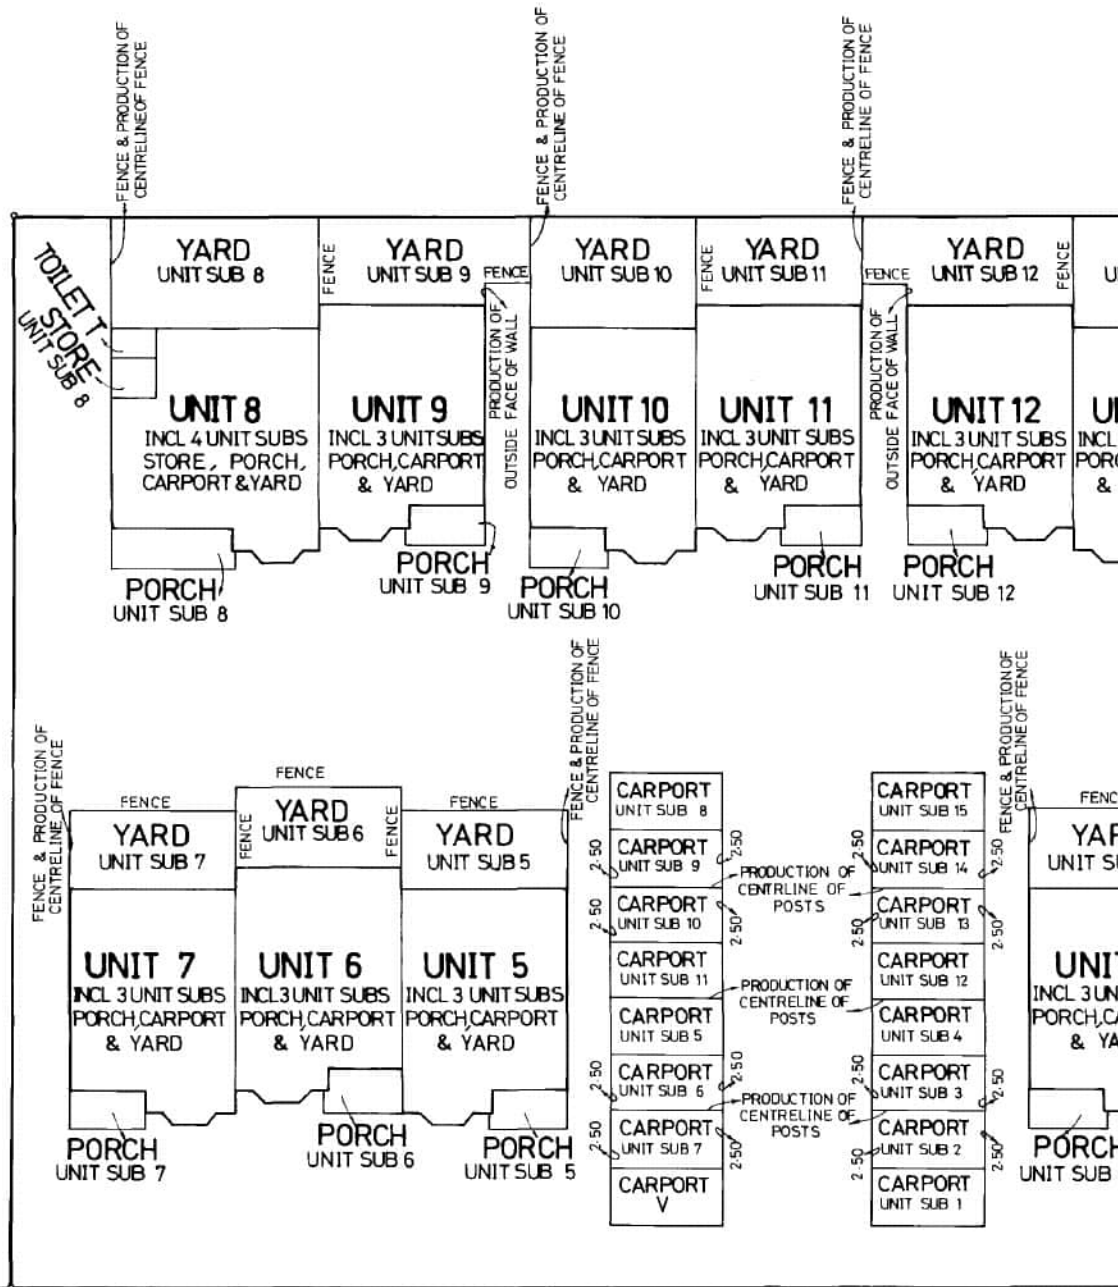 FENCE & PRODUCTION OF
CENTRELINE OF FENCE
FENCE & PRODUCTION OF
CENTRELINE OF FENCE
FENCE & PRODUCTION OF
CENTRELINE OF FENCE
TOILET T
STORE
UNIT SUB 8
YARD
UNIT SUB 8
FENCE
YARD
UNIT SUB 9
FENCE
YARD
UNIT SUB 10
FENCE
YARD
UNIT SUB 11
FENCE
YARD
UNIT SUB 12
FENCE
U
PRODUCTION OF
OUTSIDE FACE OF WALL
PRODUCTION OF
OUTSIDE FACE OF WALL
UNIT 8
INCL 4 UNIT SUBS
STORE, PORCH,
CARPORT & YARD
UNIT 9
INCL 3 UNIT SUBS
PORCH, CARPORT
& YARD
UNIT 10
INCL 3 UNIT SUBS
PORCH, CARPORT
& YARD
UNIT 11
INCL 3 UNIT SUBS
PORCH, CARPORT
& YARD
UNIT 12
INCL 3 UNIT SUBS
PORCH, CARPORT
& YARD
U
INCL
PORC
&
PORCH
UNIT SUB 8
PORCH
UNIT SUB 9
PORCH
UNIT SUB 10
PORCH
UNIT SUB 11
PORCH
UNIT SUB 12
FENCE & PRODUCTION OF
CENTRELINE OF FENCE
FENCE & PRODUCTION OF
CENTRELINE OF FENCE
FENCE & PRODUCTION OF
CENTRELINE OF FENCE
FENCE
YARD
UNIT SUB 7
FENCE
FENCE
YARD
UNIT SUB 6
FENCE
FENCE
YARD
UNIT SUB 5
UNIT 7
INCL 3 UNIT SUBS
PORCH, CARPORT
& YARD
UNIT 6
INCL 3 UNIT SUBS
PORCH, CARPORT
& YARD
UNIT 5
INCL 3 UNIT SUBS
PORCH, CARPORT
& YARD
PORCH
UNIT SUB 7
PORCH
UNIT SUB 6
PORCH
UNIT SUB 5
CARPORT
UNIT SUB 8
CARPORT
UNIT SUB 9
CARPORT
UNIT SUB 10
CARPORT
UNIT SUB 11
CARPORT
UNIT SUB 5
CARPORT
UNIT SUB 6
CARPORT
UNIT SUB 7
CARPORT
V
2·50
2·50
2·50
2·50
2·50
2·50
2·50
2·50
PRODUCTION OF
CENTRLINE OF
POSTS
PRODUCTION OF
CENTRELINE OF
POSTS
PRODUCTION OF
CENTRELINE OF
POSTS
CARPORT
UNIT SUB 15
CARPORT
UNIT SUB 14
CARPORT
UNIT SUB 13
CARPORT
UNIT SUB 12
CARPORT
UNIT SUB 4
CARPORT
UNIT SUB 3
CARPORT
UNIT SUB 2
CARPORT
UNIT SUB 1
2·50
2·50
2·50
2·50
2·50
2·50
2·50
2·50
FENC
YAR
UNIT SU
UNIT
INCL 3 UN
PORCH, CA
& YA
PORCH
UNIT SUB